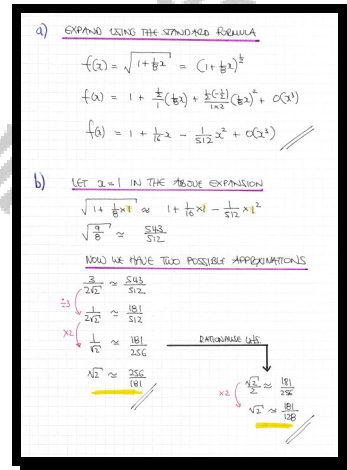 a) EXPAND USING THE STANDARD FORMULA
f(x) = √(1+⅛x) = (1+⅛x)^½
f(x) = 1 + ½/1 (⅛x) + ½(-½)/1×2 (⅛x)² + O(x³)
f(x) = 1 + 1/16 x - 1/512 x² + O(x³)
b) LET x=1 IN THE ABOVE EXPANSION
√(1+⅛×1) ≈ 1 + 1/16×1 - 1/512×1²
√(9/8) ≈ 543/512
NOW WE HAVE TWO POSSIBLE APPROXIMATIONS
3/2√2 ≈ 543/512
÷3
1/2√2 ≈ 181/512
×2
1/√2 ≈ 181/256
RATIONALISE LHS
√2 ≈ 256/181
√2/2 ≈ 181/256
×2
√2 ≈ 181/128